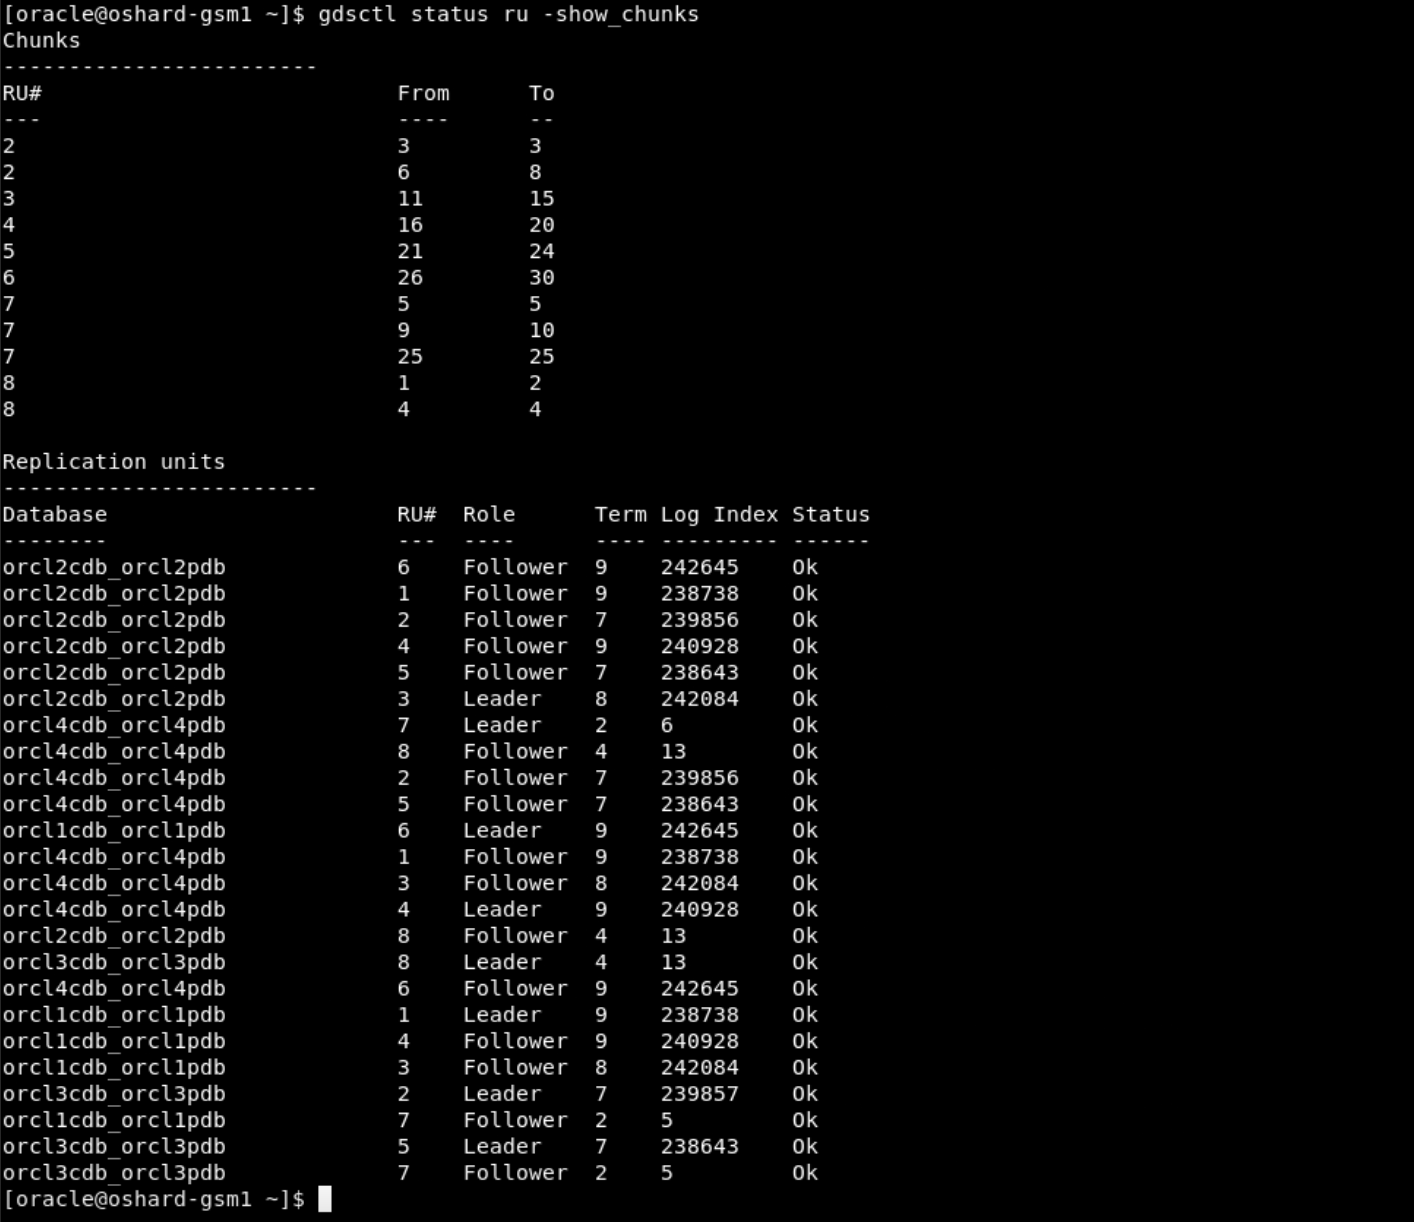 [oracle@oshard-gsm1 ~]$ gdsctl status ru -show_chunks
Chunks
------------------------
RU#                           From      To
---                           ----      --
2                             3         3
2                             6         8
3                             11        15
4                             16        20
5                             21        24
6                             26        30
7                             5         5
7                             9         10
7                             25        25
8                             1         2
8                             4         4

Replication units
------------------------
Database                      RU#  Role      Term Log Index Status
--------                      ---  ----      ---- --------- ------
orcl2cdb_orcl2pdb             6    Follower  9    242645    Ok
orcl2cdb_orcl2pdb             1    Follower  9    238738    Ok
orcl2cdb_orcl2pdb             2    Follower  7    239856    Ok
orcl2cdb_orcl2pdb             4    Follower  9    240928    Ok
orcl2cdb_orcl2pdb             5    Follower  7    238643    Ok
orcl2cdb_orcl2pdb             3    Leader    8    242084    Ok
orcl4cdb_orcl4pdb             7    Leader    2    6         Ok
orcl4cdb_orcl4pdb             8    Follower  4    13        Ok
orcl4cdb_orcl4pdb             2    Follower  7    239856    Ok
orcl4cdb_orcl4pdb             5    Follower  7    238643    Ok
orcl1cdb_orcl1pdb             6    Leader    9    242645    Ok
orcl4cdb_orcl4pdb             1    Follower  9    238738    Ok
orcl4cdb_orcl4pdb             3    Follower  8    242084    Ok
orcl4cdb_orcl4pdb             4    Leader    9    240928    Ok
orcl2cdb_orcl2pdb             8    Follower  4    13        Ok
orcl3cdb_orcl3pdb             8    Leader    4    13        Ok
orcl4cdb_orcl4pdb             6    Follower  9    242645    Ok
orcl1cdb_orcl1pdb             1    Leader    9    238738    Ok
orcl1cdb_orcl1pdb             4    Follower  9    240928    Ok
orcl1cdb_orcl1pdb             3    Follower  8    242084    Ok
orcl3cdb_orcl3pdb             2    Leader    7    239857    Ok
orcl1cdb_orcl1pdb             7    Follower  2    5         Ok
orcl3cdb_orcl3pdb             5    Leader    7    238643    Ok
orcl3cdb_orcl3pdb             7    Follower  2    5         Ok
[oracle@oshard-gsm1 ~]$